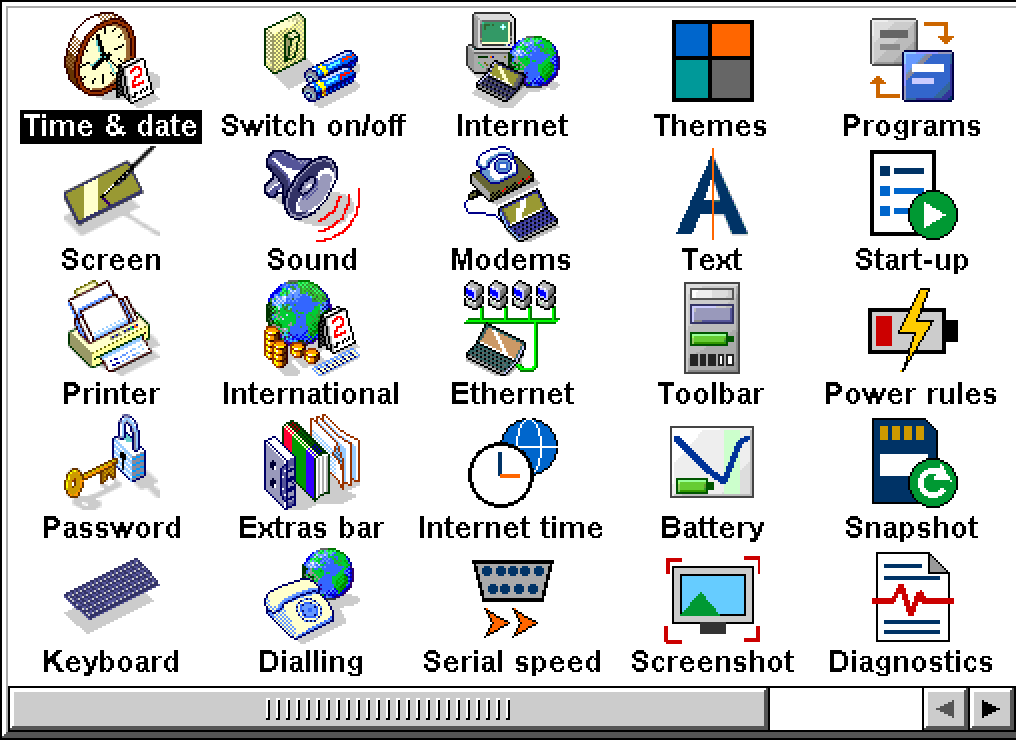 Time & date
Switch on/off
Internet
Themes
Programs
Screen
Sound
Modems
Text
Start-up
Printer
International
Ethernet
Toolbar
Power rules
Password
Extras bar
Internet time
Battery
Snapshot
Keyboard
Dialling
Serial speed
Screenshot
Diagnostics